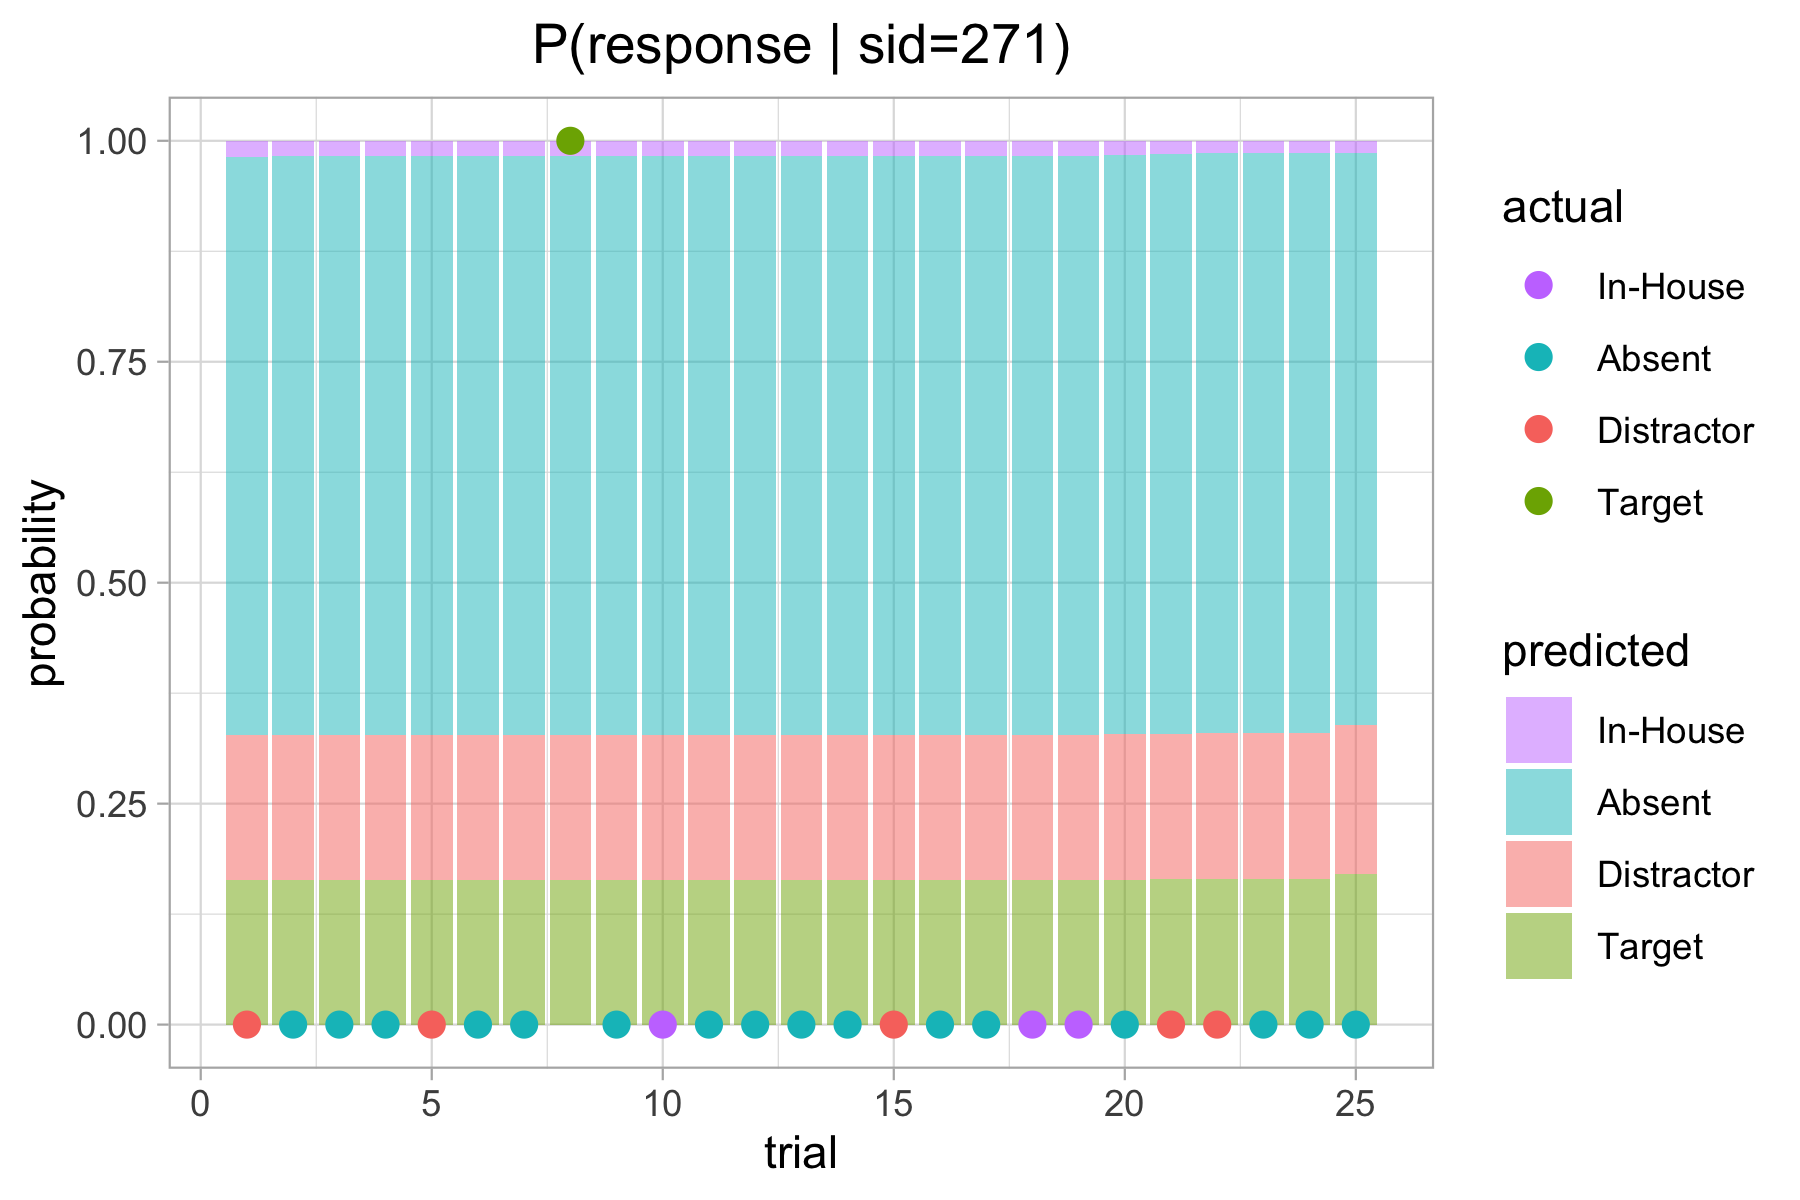 P(response | sid=271)
probability
1.00
0.75
0.50
0.25
0.00
0 5 10 15 20 25
trial
actual
In-House
Absent
Distractor
Target
predicted
In-House
Absent
Distractor
Target